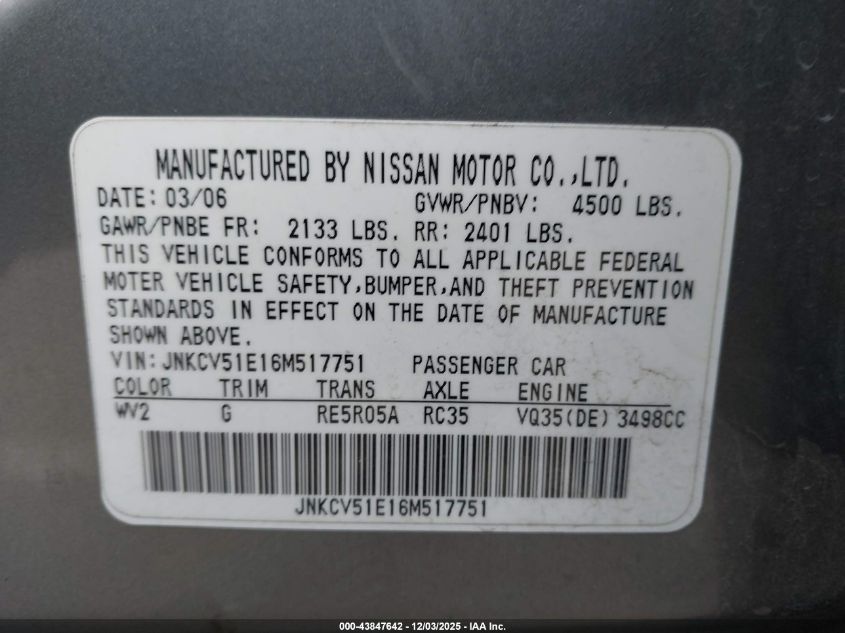 MANUFACTURED BY NISSAN MOTOR CO.,LTD.
DATE: 03/06 GVWR/PNBV: 4500 LBS.
GAWR/PNBE FR: 2133 LBS. RR: 2401 LBS.
THIS VEHICLE CONFORMS TO ALL APPLICABLE FEDERAL
MOTER VEHICLE SAFETY,BUMPER,AND THEFT PREVENTION
STANDARDS IN EFFECT ON THE DATE OF MANUFACTURE
SHOWN ABOVE.
VIN: JNKCV51E16M517751 PASSENGER CAR
COLOR TRIM TRANS AXLE ENGINE
WV2 G RE5R05A RC35 VQ35(DE) 3498CC
JNKCV51E16M517751
000-43847642 - 12/03/2025 - IAA Inc.